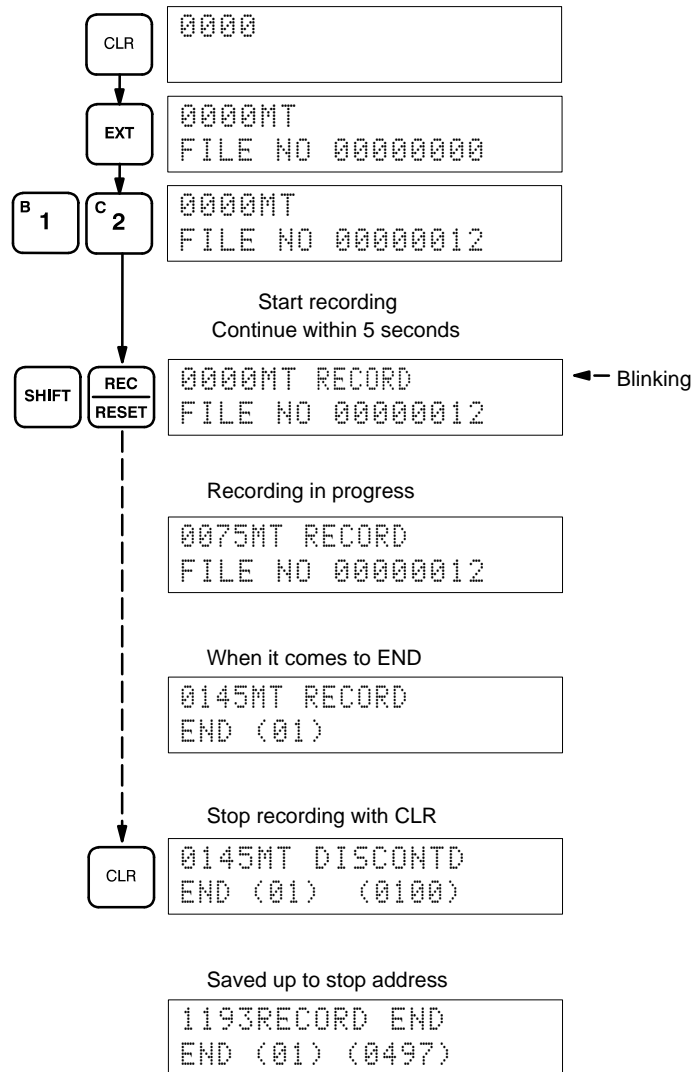 CLR
0000
EXT
0000MT
FILE NO 00000000
B 1
C 2
0000MT
FILE NO 00000012
Start recording
Continue within 5 seconds
SHIFT
REC
RESET
0000MT RECORD
FILE NO 00000012
Blinking
Recording in progress
0075MT RECORD
FILE NO 00000012
When it comes to END
0145MT RECORD
END (01)
Stop recording with CLR
CLR
0145MT DISCONTD
END (01) (0100)
Saved up to stop address
1193RECORD END
END (01) (0497)